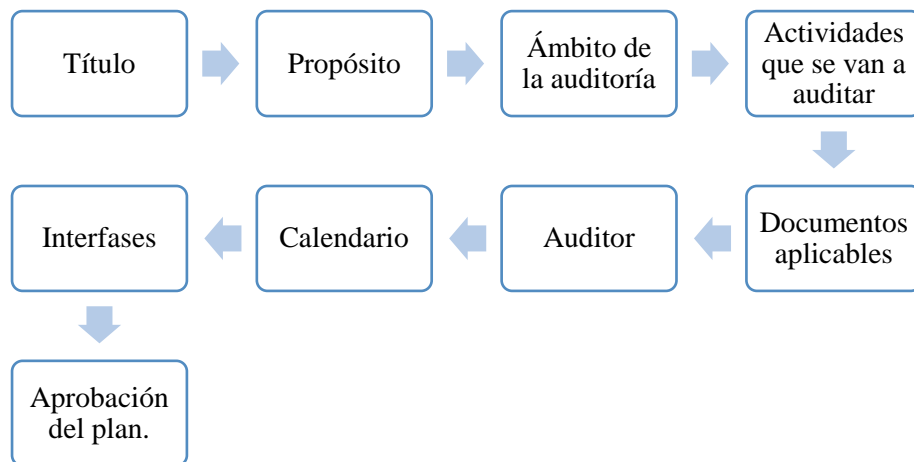 Título
Propósito
Ámbito de
la auditoría
Actividades
que se van a
auditar
Documentos
aplicables
Auditor
Calendario
Interfases
Aprobación
del plan.